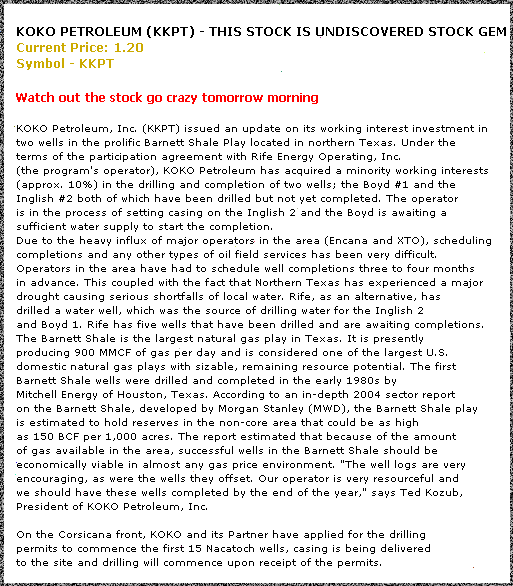 KOKO PETROLEUM (KKPT) - THIS STOCK IS UNDISCOVERED STOCK GEM
Current Price: 1.20
Symbol - KKPT
Watch out the stock go crazy tomorrow morning
KOKO Petroleum, Inc. (KKPT) issued an update on its working interest investment in
two wells in the prolific Barnett Shale Play located in northern Texas. Under the
terms of the participation agreement with Rife Energy Operating, Inc.
(the program's operator), KOKO Petroleum has acquired a minority working interests
(approx. 10%) in the drilling and completion of two wells; the Boyd #1 and the
Inglish #2 both of which have been drilled but not yet completed. The operator
is in the process of setting casing on the Inglish 2 and the Boyd is awaiting a
sufficient water supply to start the completion.
Due to the heavy influx of major operators in the area (Encana and XTO), scheduling
completions and any other types of oil field services has been very difficult.
Operators in the area have had to schedule well completions three to four months
in advance. This coupled with the fact that Northern Texas has experienced a major
drought causing serious shortfalls of local water. Rife, as an alternative, has
drilled a water well, which was the source of drilling water for the Inglish 2
and Boyd 1. Rife has five wells that have been drilled and are awaiting completions.
The Barnett Shale is the largest natural gas play in Texas. It is presently
producing 900 MMCF of gas per day and is considered one of the largest U.S.
domestic natural gas plays with sizable, remaining resource potential. The first
Barnett Shale wells were drilled and completed in the early 1980s by
Mitchell Energy of Houston, Texas. According to an in-depth 2004 sector report
on the Barnett Shale, developed by Morgan Stanley (MWD), the Barnett Shale play
is estimated to hold reserves in the non-core area that could be as high
as 150 BCF per 1,000 acres. The report estimated that because of the amount
of gas available in the area, successful wells in the Barnett Shale should be
economically viable in almost any gas price environment. "The well logs are very
encouraging, as were the wells they offset. Our operator is very resourceful and
we should have these wells completed by the end of the year," says Ted Kozub,
President of KOKO Petroleum, Inc.
On the Corsicana front, KOKO and its Partner have applied for the drilling
permits to commence the first 15 Nacatoch wells, casing is being delivered
to the site and drilling will commence upon receipt of the permits.